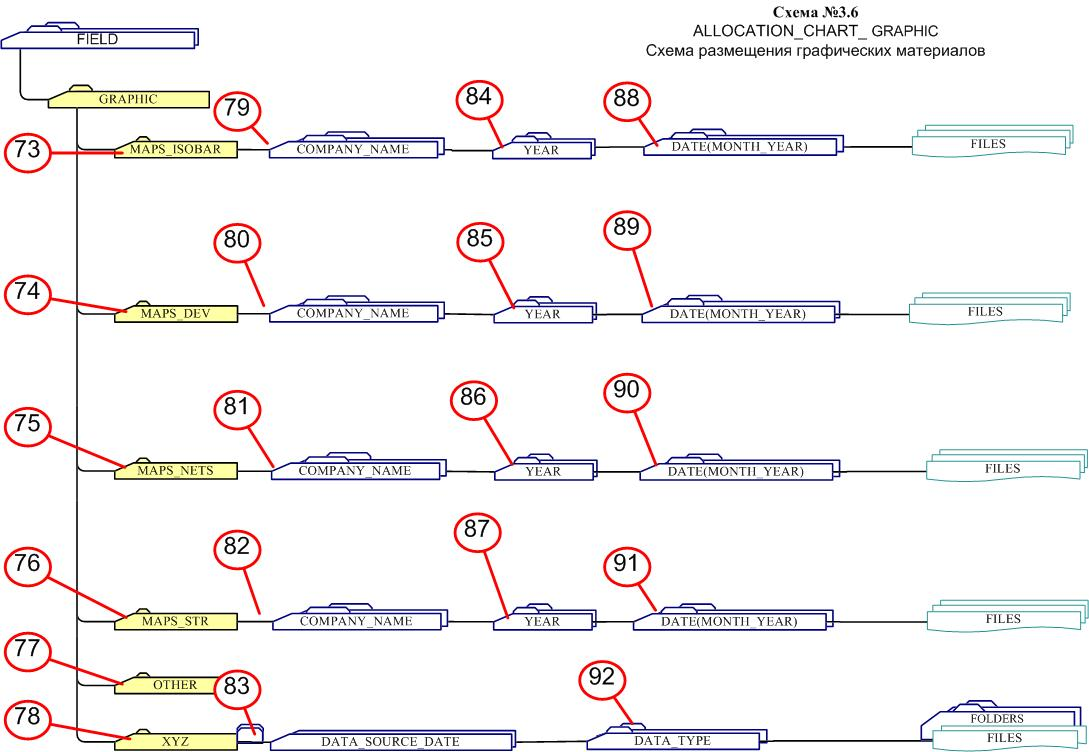 Схема №3.6
ALLOCATION_CHART_ GRAPHIC
Схема размещения графических материалов
FIELD
GRAPHIC
79
84
88
73
MAPS_ISOBAR
COMPANY_NAME
YEAR
DATE(MONTH_YEAR)
FILES
80
85
89
74
MAPS_DEV
COMPANY_NAME
YEAR
DATE(MONTH_YEAR)
FILES
81
86
90
75
MAPS_NETS
COMPANY_NAME
YEAR
DATE(MONTH_YEAR)
FILES
82
87
91
76
MAPS_STR
COMPANY_NAME
YEAR
DATE(MONTH_YEAR)
FILES
77
OTHER
83
92
78
XYZ
DATA_SOURCE_DATE
DATA_TYPE
FOLDERS
FILES